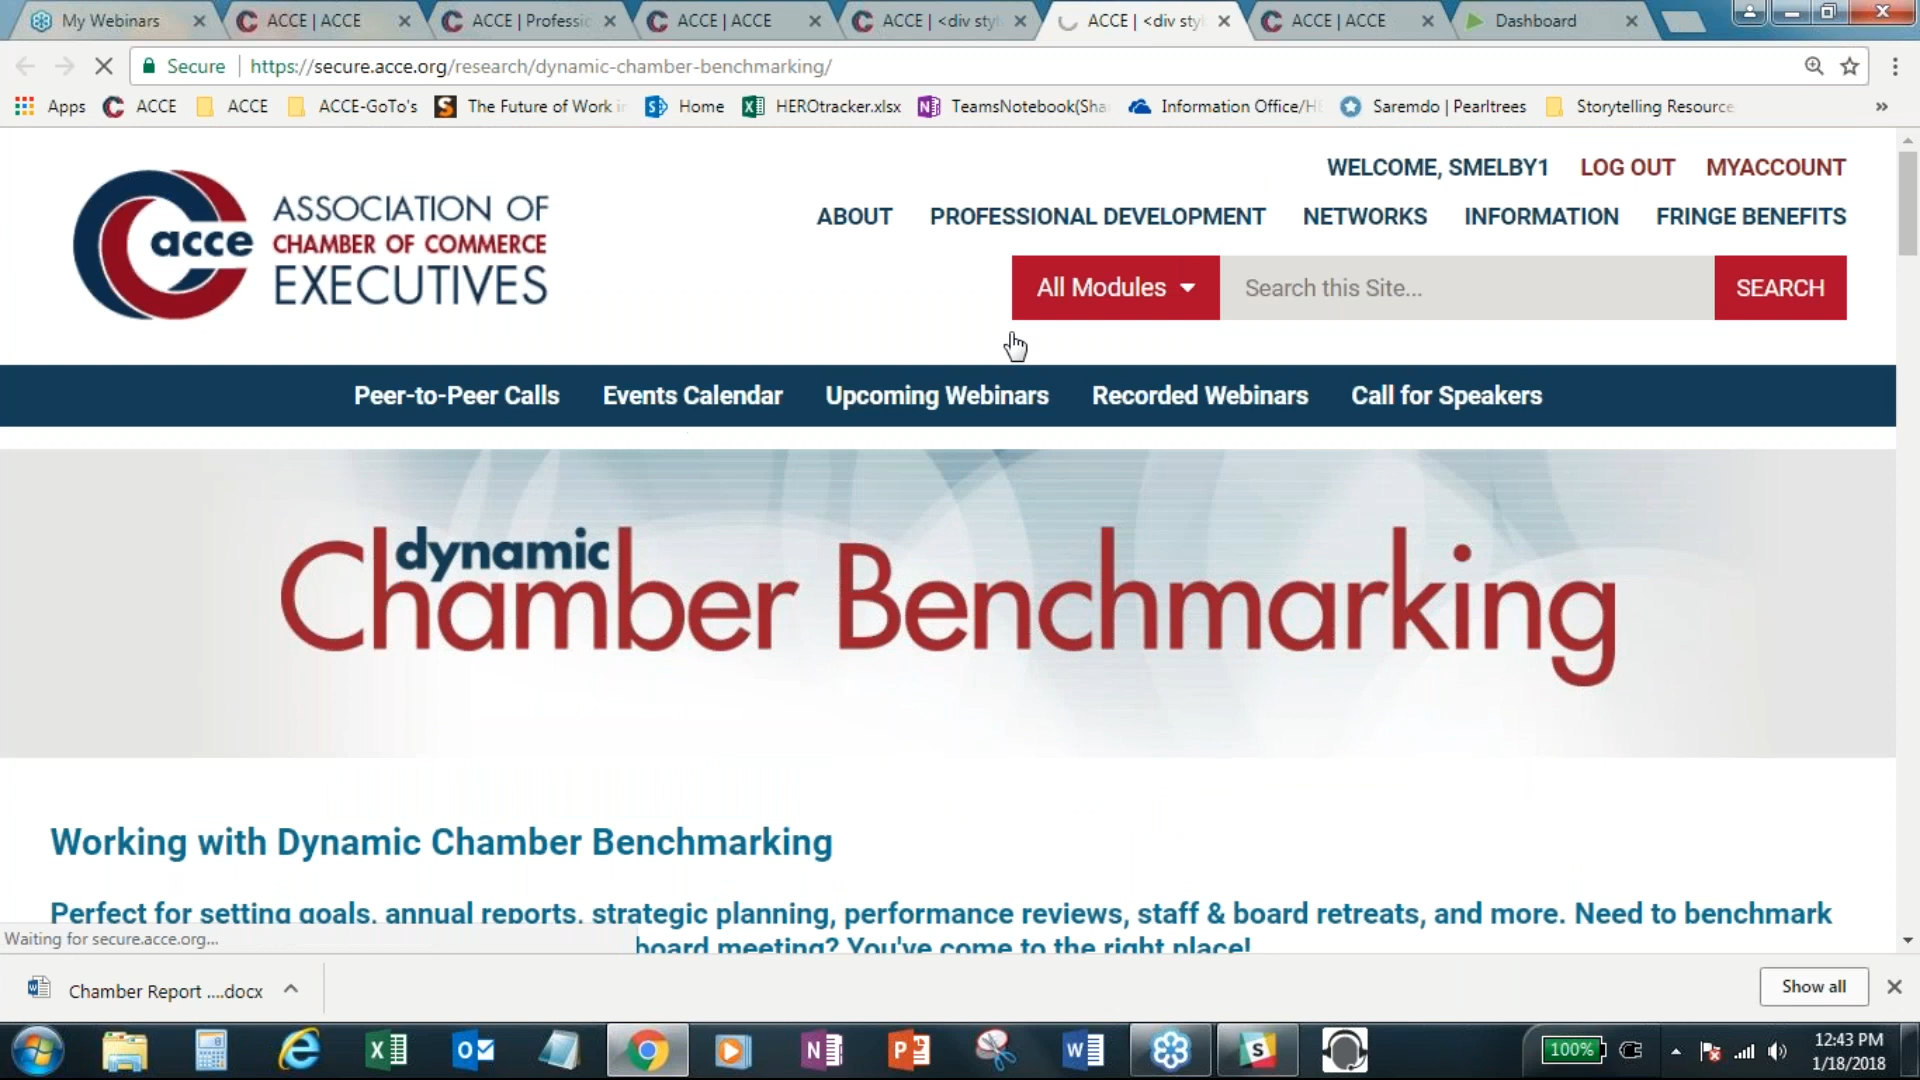 My Webinars
ACCE | ACCE
ACCE | Professio
ACCE | ACCE
ACCE | <div styl
ACCE | <div styl
ACCE | ACCE
Dashboard
Secure
https://secure.acce.org/research/dynamic-chamber-benchmarking/
Apps
ACCE
ACCE
ACCE-GoTo's
The Future of Work in
Home
HEROtracker.xlsx
TeamsNotebook(Sha
Information Office/H
Saremdo | Pearltrees
Storytelling Resource
»
WELCOME, SMELBY1 LOG OUT MYACCOUNT
ABOUT PROFESSIONAL DEVELOPMENT NETWORKS INFORMATION FRINGE BENEFITS
acce
ASSOCIATION OF
CHAMBER OF COMMERCE
EXECUTIVES
All Modules
Search this Site...
SEARCH
Peer-to-Peer Calls Events Calendar Upcoming Webinars Recorded Webinars Call for Speakers
dynamic
Chamber Benchmarking
Working with Dynamic Chamber Benchmarking
Perfect for setting goals, annual reports, strategic planning, performance reviews, staff & board retreats, and more. Need to benchmark
board meeting? You've come to the right place!
Waiting for secure.acce.org...
Chamber Report ....docx
Show all
100%
12:43 PM
1/18/2018